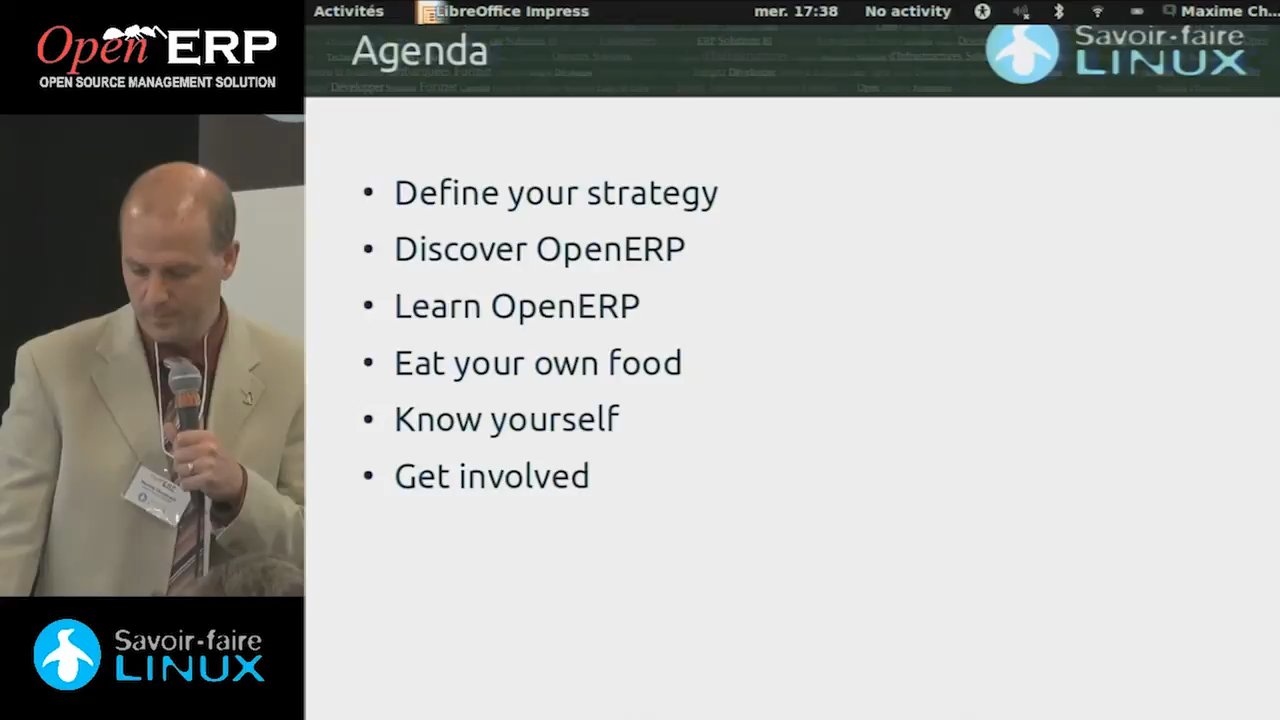 Open ERP
OPEN SOURCE MANAGEMENT SOLUTION
Activités LibreOffice Impress mer. 17:38 No activity Maxime Ch...
Agenda
Savoir-faire
LINUX
• Define your strategy
• Discover OpenERP
• Learn OpenERP
• Eat your own food
• Know yourself
• Get involved
Savoir-faire
LINUX